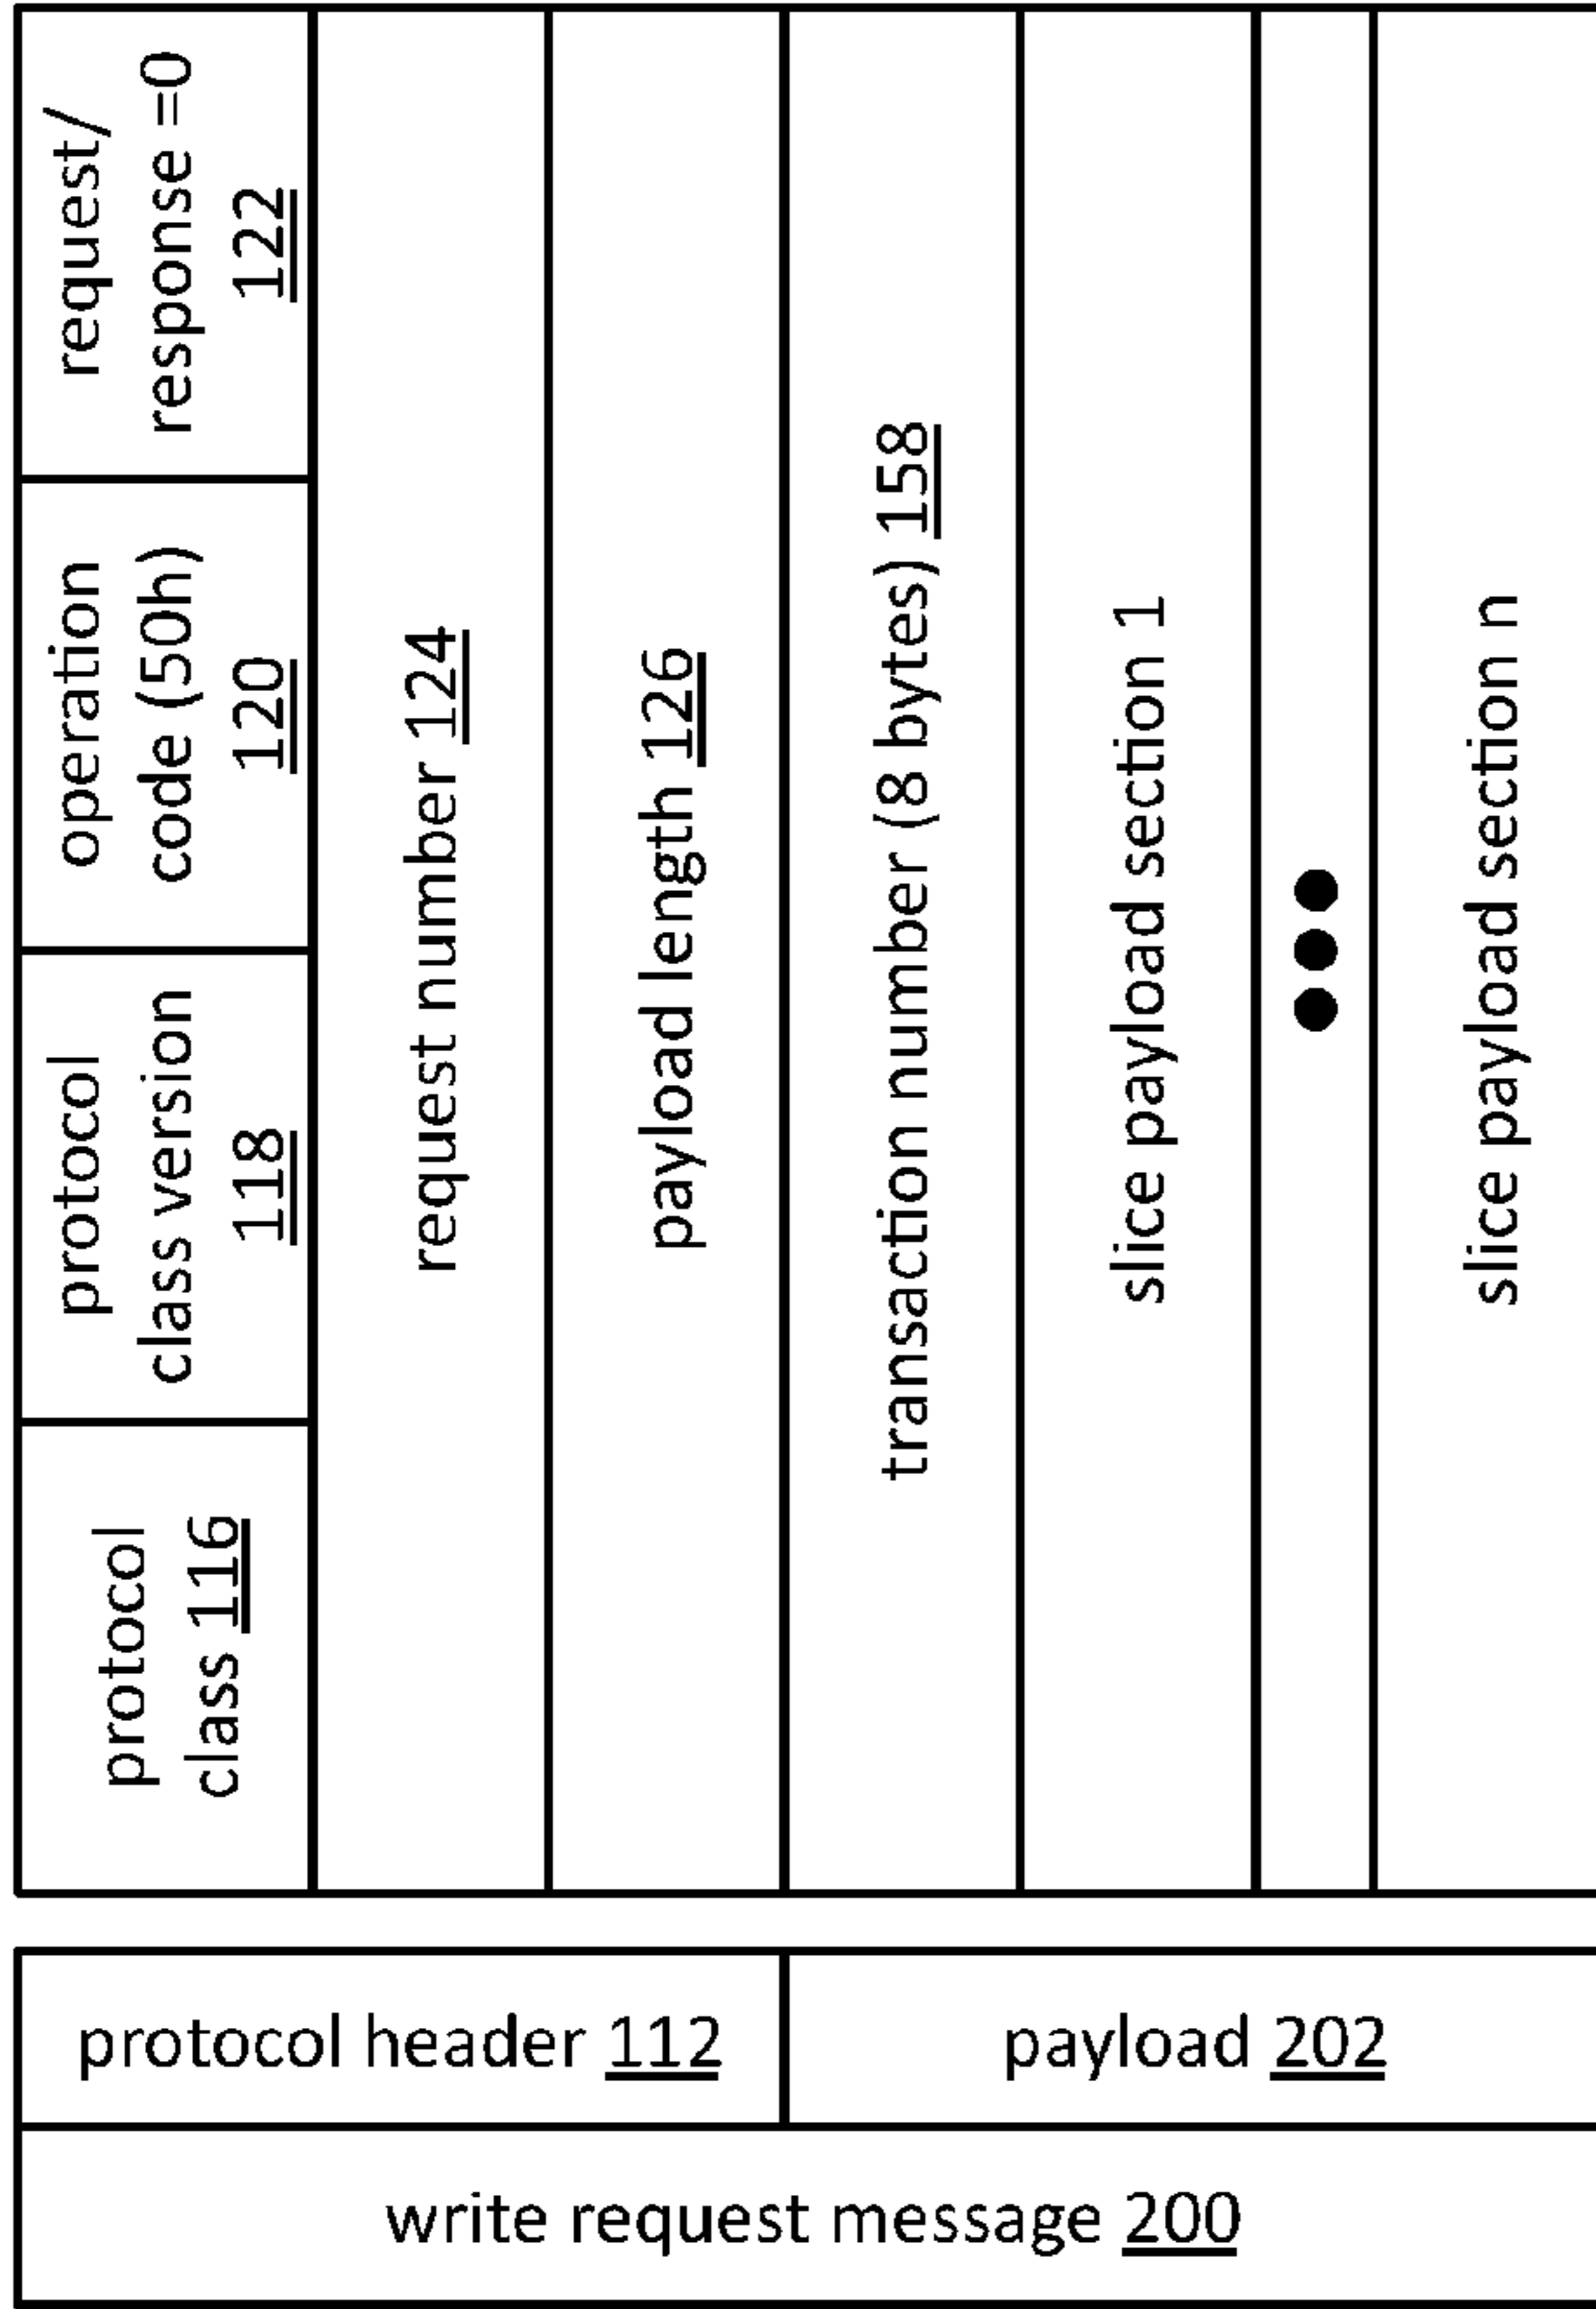 write request message 200
protocol header 112
payload 202
protocol
class 116
protocol
class version
118
operation
code (50h)
120
request/
response =0
122
request number 124
payload length 126
transaction number (8 bytes) 158
slice payload section 1
slice payload section n